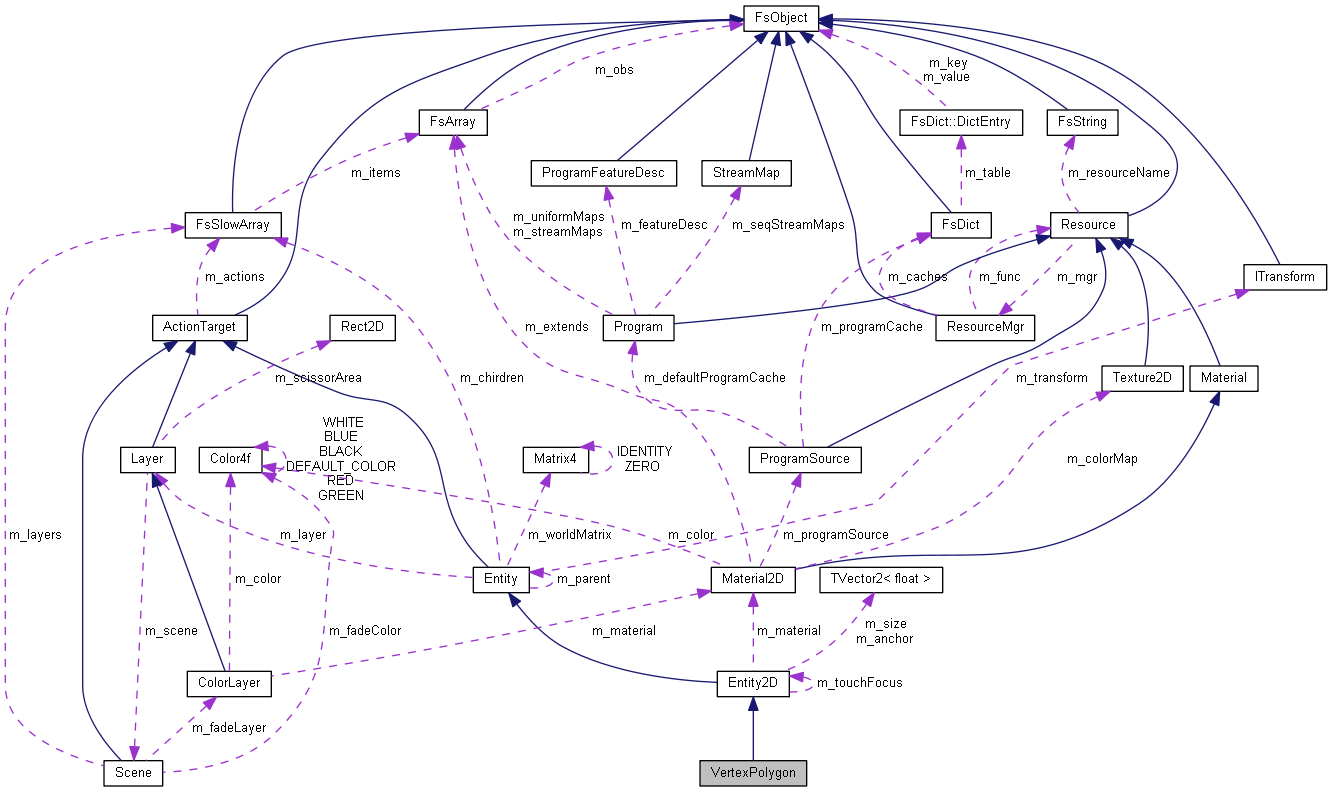 FsObject
m_obs
m_key
m_value
FsArray
FsDict::DictEntry
FsString
m_items
ProgramFeatureDesc
StreamMap
m_table
m_resourceName
m_uniformMaps
m_streamMaps
m_featureDesc
m_seqStreamMaps
FsSlowArray
FsDict
Resource
m_actions
m_caches
m_func
m_mgr
ITransform
ActionTarget
Rect2D
m_extends
Program
m_programCache
ResourceMgr
m_scissorArea
m_chirdren
m_defaultProgramCache
m_transform
Texture2D
Material
WHITE
BLUE
BLACK
DEFAULT_COLOR
RED
GREEN
Layer
Color4f
Matrix4
IDENTITY
ZERO
ProgramSource
m_colorMap
m_layers
m_layer
m_worldMatrix
m_color
m_programSource
m_color
Entity
m_parent
Material2D
TVector2< float >
m_scene
m_fadeColor
m_material
m_material
m_size
m_anchor
ColorLayer
Entity2D
m_touchFocus
m_fadeLayer
Scene
VertexPolygon